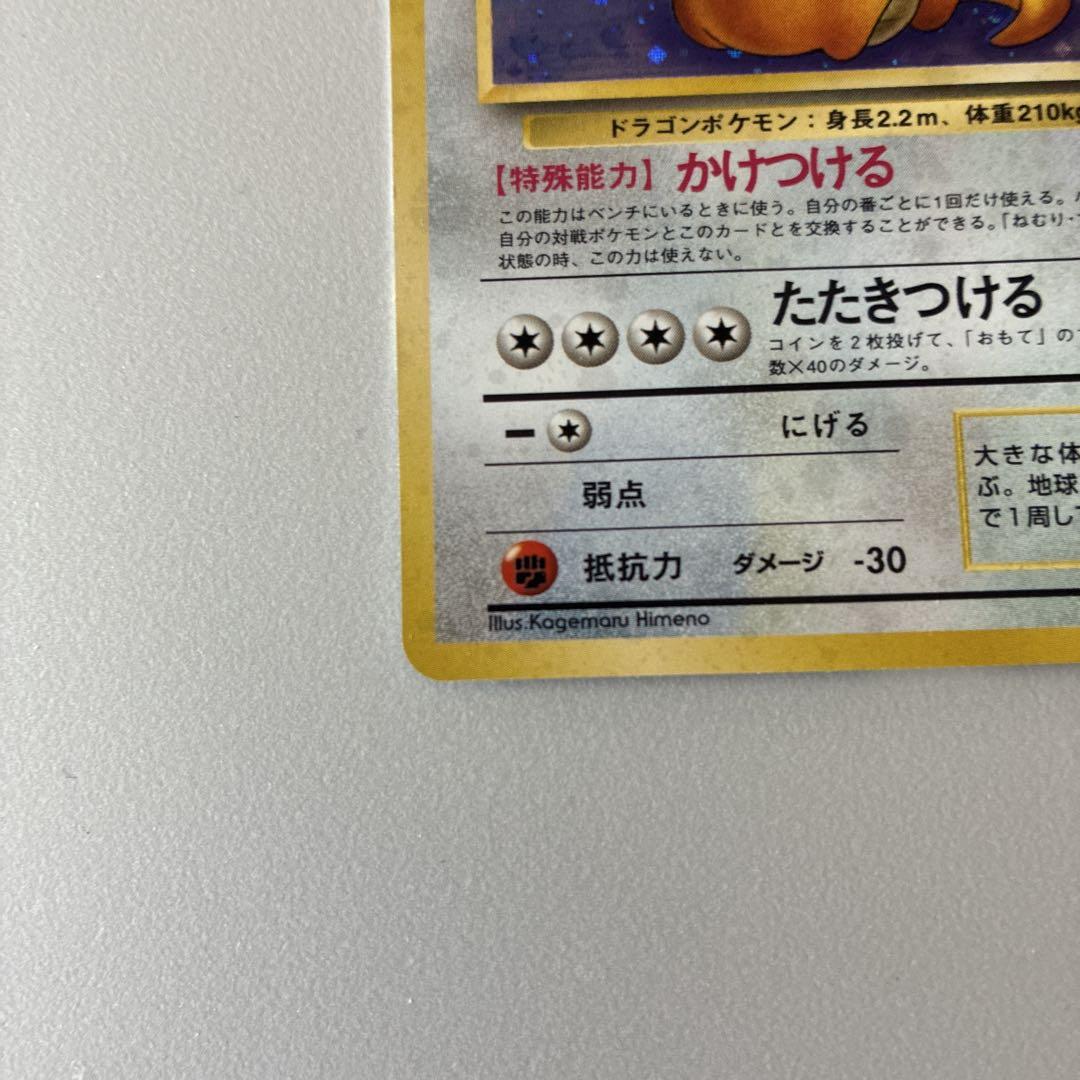 ドラゴンポケモン：身長2.2m、体重210kg
【特殊能力】かけつける
この能力はベンチにいるときに使う。自分の番ごとに1回だけ使える。
自分の対戦ポケモンとこのカードとを交換することができる。「ねむり・
状態の時、この力は使えない。
たたきつける
コインを2枚投げて、「おもて」の
数×40のダメージ。
にげる
弱点
抵抗力 ダメージ -30
大きな体
ぶ。地球
で1周し
Illus.Kagemaru Himeno